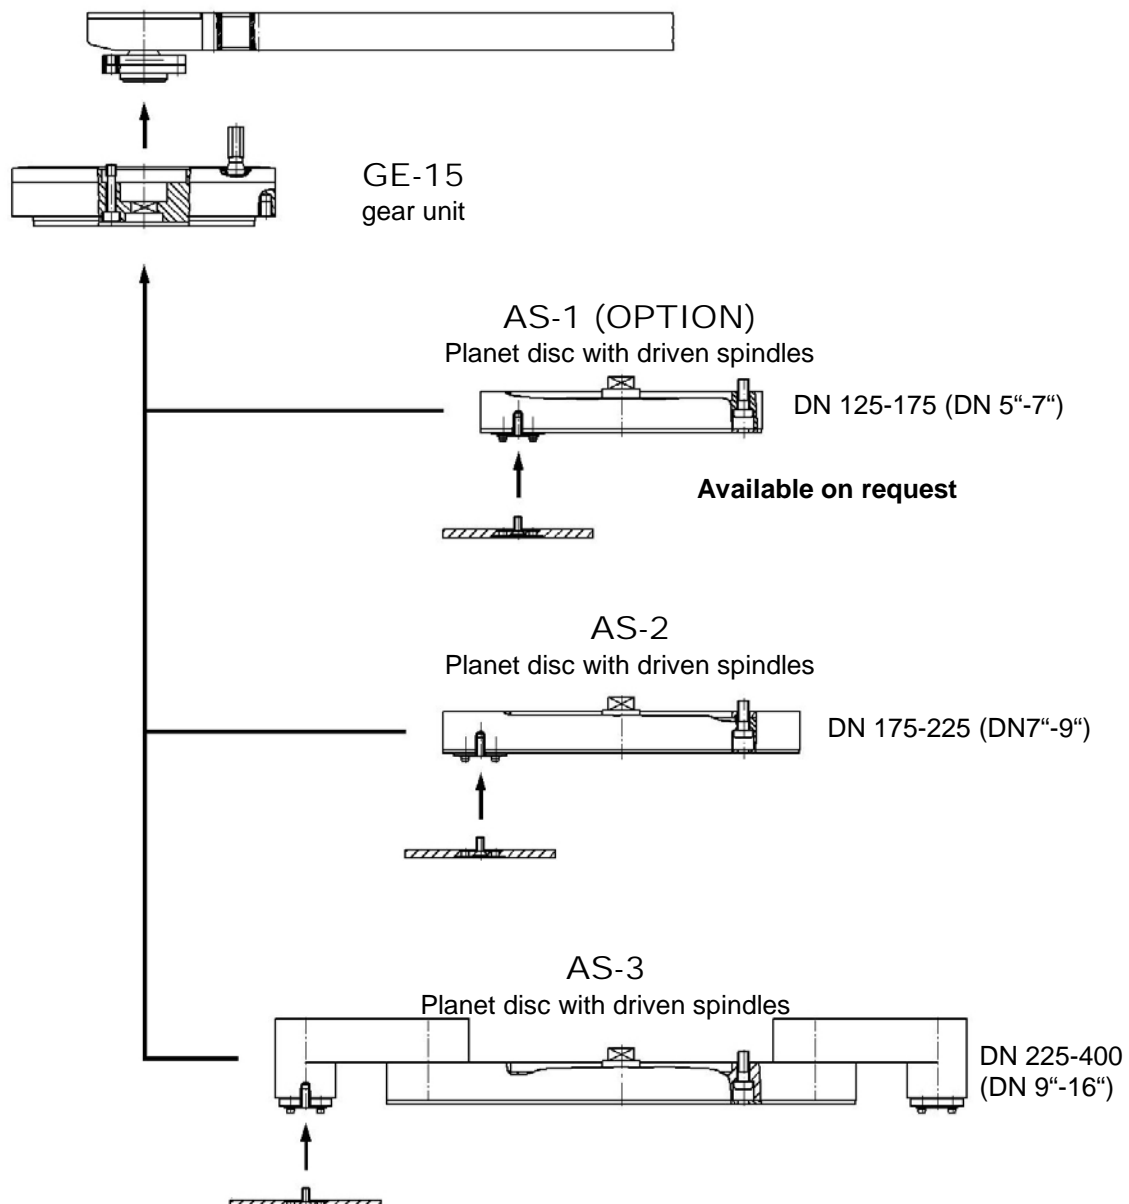 GE-15
gear unit
AS-1 (OPTION)
Planet disc with driven spindles
DN 125-175 (DN 5“-7“)
Available on request
AS-2
Planet disc with driven spindles
DN 175-225 (DN7“-9“)
AS-3
Planet disc with driven spindles
DN 225-400
(DN 9“-16“)